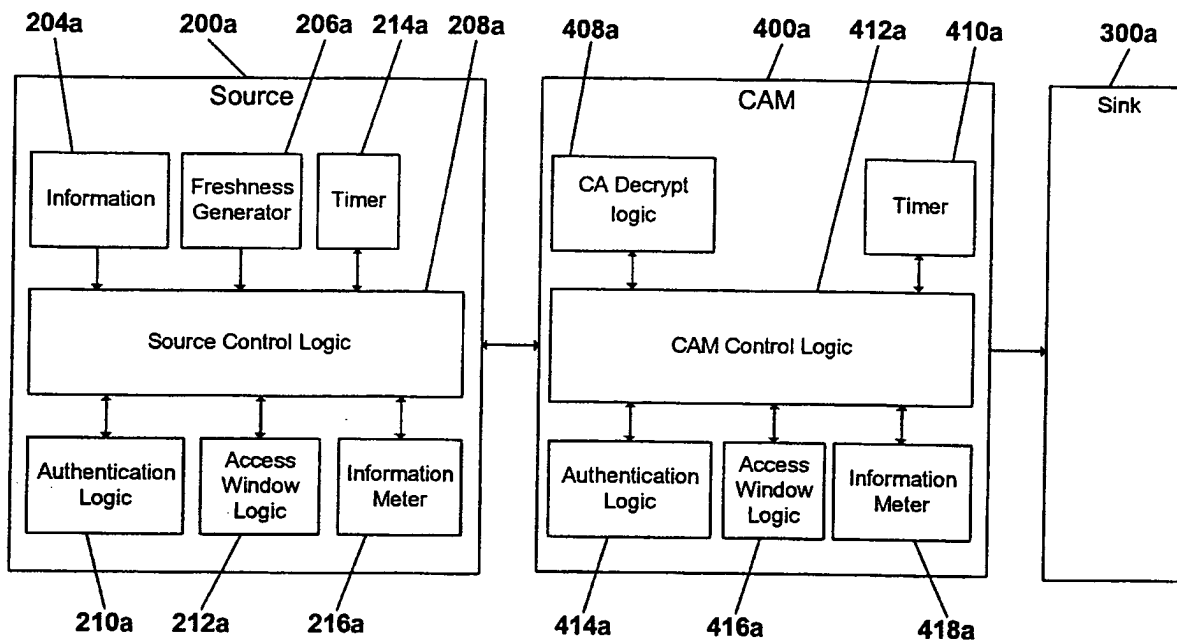 204a
200a
206a
214a
208a
408a
400a
412a
410a
300a
Source
CAM
Sink
Information
Freshness
Generator
Timer
CA Decrypt
logic
Timer
Source Control Logic
CAM Control Logic
Authentication
Logic
Access
Window
Logic
Information
Meter
Authentication
Logic
Access
Window
Logic
Information
Meter
210a
212a
216a
414a
416a
418a